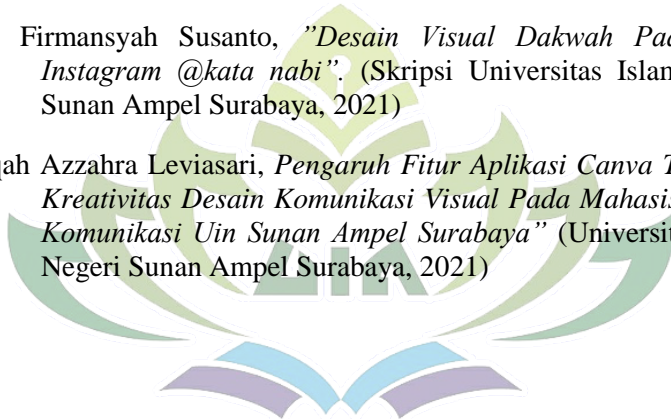 Firmansyah Susanto, ”Desain Visual Dakwah Pad
Instagram @kata nabi”. (Skripsi Universitas Islam
Sunan Ampel Surabaya, 2021)
qah Azzahra Leviasari, Pengaruh Fitur Aplikasi Canva T
Kreativitas Desain Komunikasi Visual Pada Mahasis
Komunikasi Uin Sunan Ampel Surabaya” (Universit
Negeri Sunan Ampel Surabaya, 2021)